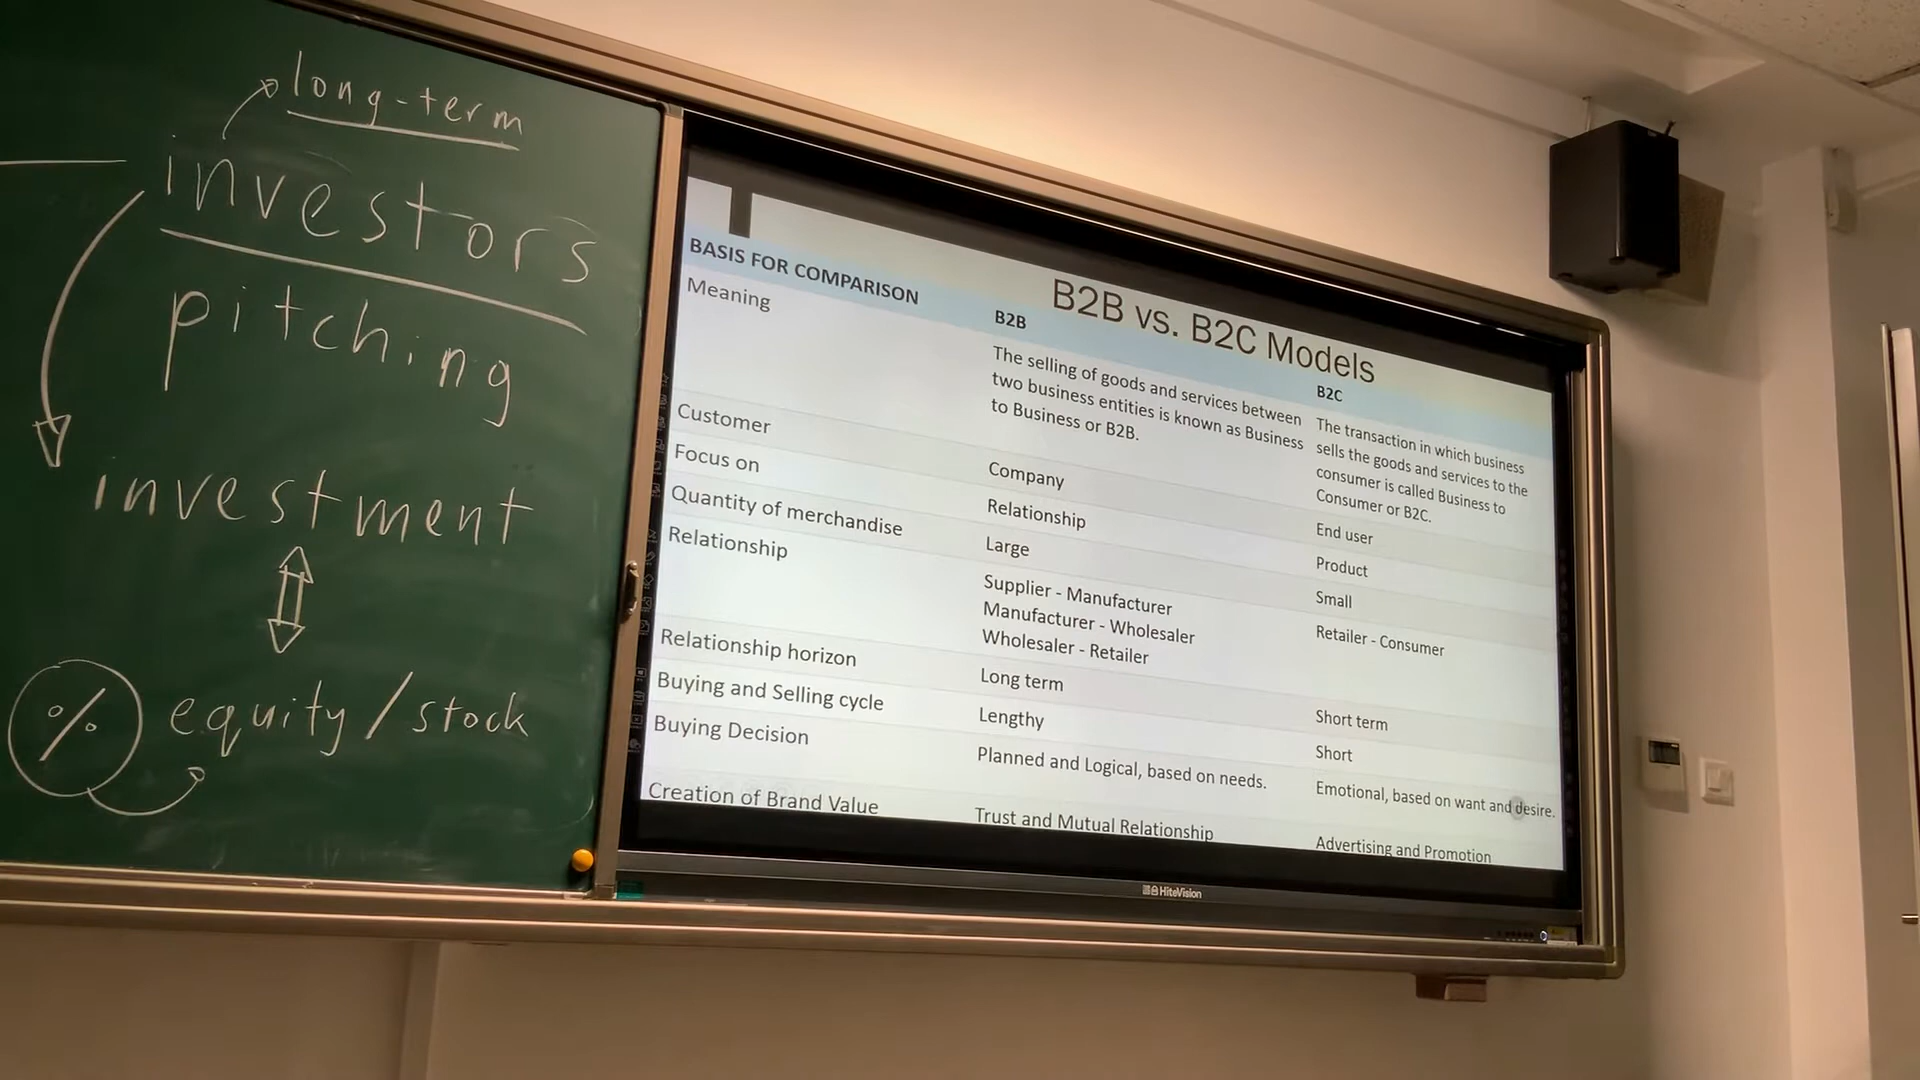 long-term
investors
pitching
investment
% equity/stock
B2B vs. B2C Models
BASIS FOR COMPARISON
B2B
B2C
Meaning
The selling of goods and services between
two business entities is known as Business
to Business or B2B.
The transaction in which business
sells the goods and services to the
consumer is called Business to
Consumer or B2C.
Customer
Company
End user
Focus on
Relationship
Product
Quantity of merchandise
Large
Small
Relationship
Supplier - Manufacturer
Manufacturer - Wholesaler
Wholesaler - Retailer
Retailer - Consumer
Relationship horizon
Long term
Short term
Buying and Selling cycle
Lengthy
Short
Buying Decision
Planned and Logical, based on needs.
Emotional, based on want and desire.
Creation of Brand Value
Trust and Mutual Relationship
Advertising and Promotion
HiteVision